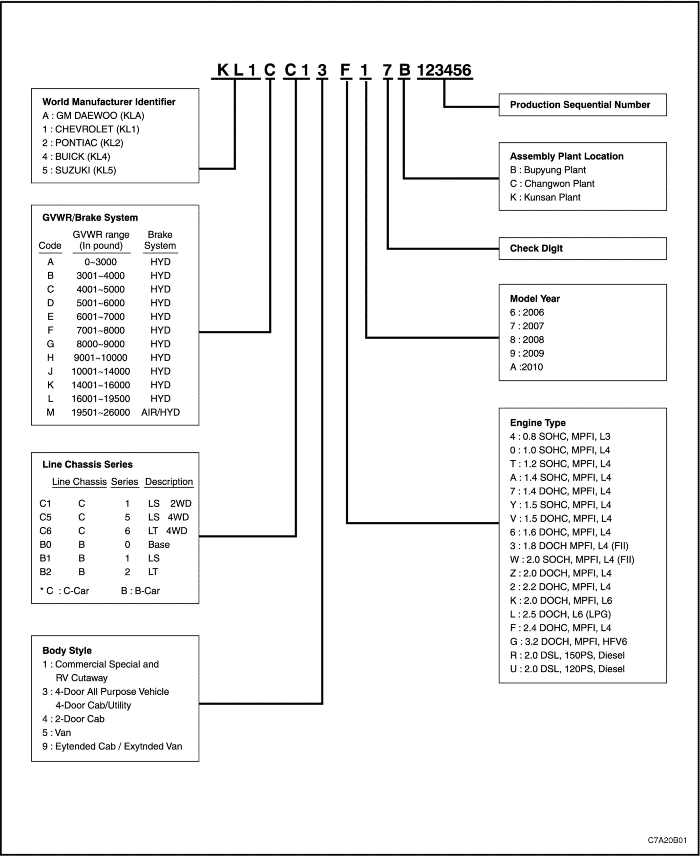 K L 1 C C 1 3 F 1 7 B 123456
World Manufacturer Identifier
A : GM DAEWOO (KLA)
1 : CHEVROLET (KL1)
2 : PONTIAC (KL2)
4 : BUICK (KL4)
5 : SUZUKI (KL5)
GVWR/Brake System
Code GVWR range (In pound) Brake System
A 0~3000 HYD
B 3001~4000 HYD
C 4001~5000 HYD
D 5001~6000 HYD
E 6001~7000 HYD
F 7001~8000 HYD
G 8000~9000 HYD
H 9001~10000 HYD
J 10001~14000 HYD
K 14001~16000 HYD
L 16001~19500 HYD
M 19501~26000 AIR/HYD
Line Chassis Series
Line Chassis Series Description
C1 C 1 LS 2WD
C5 C 5 LS 4WD
C6 C 6 LT 4WD
B0 B 0 Base
B1 B 1 LS
B2 B 2 LT
* C : C-Car B : B-Car
Body Style
1 : Commercial Special and
RV Cutaway
3 : 4-Door All Purpose Vehicle
4-Door Cab/Utility
4 : 2-Door Cab
5 : Van
9 : Eytended Cab / Exytnded Van
Production Sequential Number
Assembly Plant Location
B : Bupyung Plant
C : Changwon Plant
K : Kunsan Plant
Check DIgit
Model Year
6 : 2006
7 : 2007
8 : 2008
9 : 2009
A :2010
Engine Type
4 : 0.8 SOHC, MPFI, L3
0 : 1.0 SOHC, MPFI, L4
T : 1.2 SOHC, MPFI, L4
A : 1.4 SOHC, MPFI, L4
7 : 1.4 DOHC, MPFI, L4
Y : 1.5 SOHC, MPFI, L4
V : 1.5 DOHC, MPFI, L4
6 : 1.6 DOHC, MPFI, L4
3 : 1.8 DOCH MPFI, L4 (FII)
W : 2.0 SOCH, MPFI, L4 (FII)
Z : 2.0 DOCH, MPFI, L4
2 : 2.2 DOHC, MPFI, L4
K : 2.0 DOCH, MPFI, L6
L : 2.5 DOCH, L6 (LPG)
F : 2.4 DOHC, MPFI, L4
G : 3.2 DOCH, MPFI, HFV6
R : 2.0 DSL, 150PS, Diesel
U : 2.0 DSL, 120PS, Diesel
C7A20B01